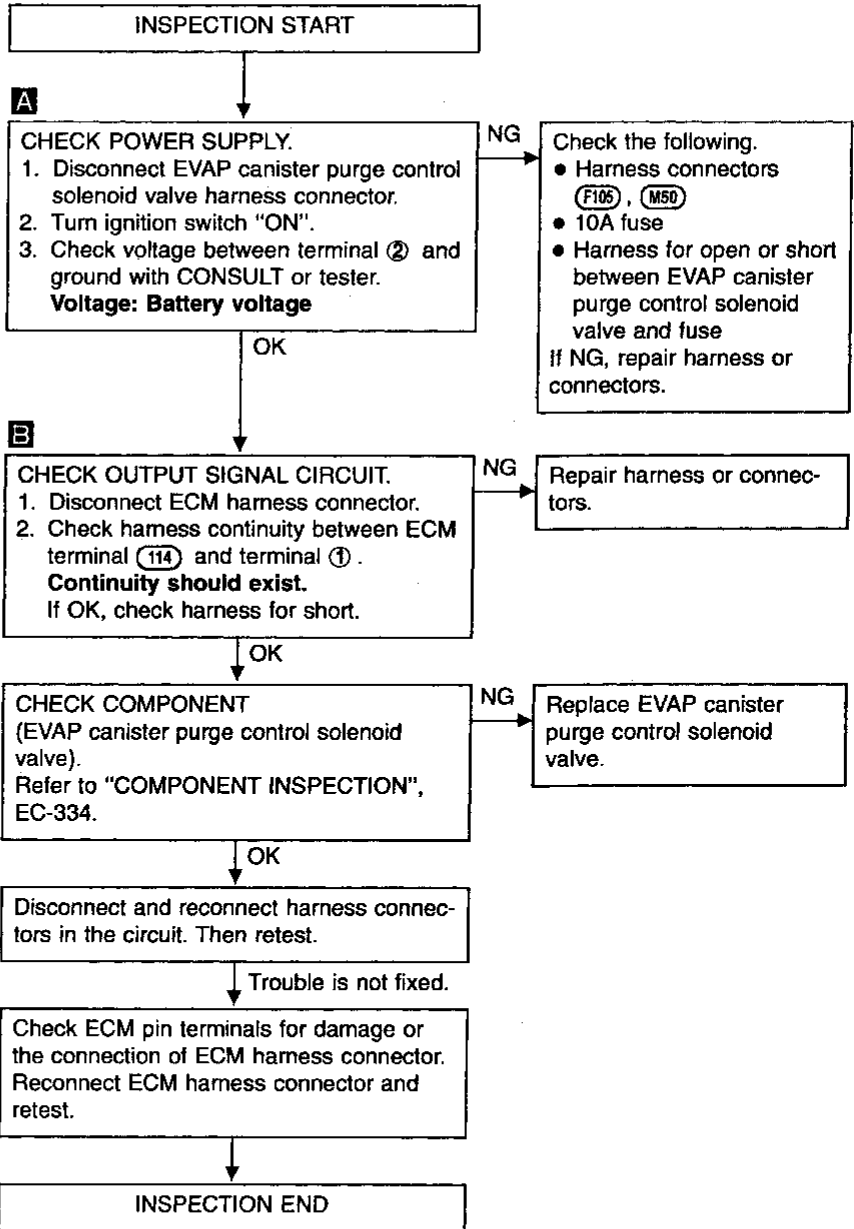 INSPECTION START
A
CHECK POWER SUPPLY.
1. Disconnect EVAP canister purge control
solenoid valve harness connector.
2. Turn ignition switch "ON".
3. Check voltage between terminal ② and
ground with CONSULT or tester.
Voltage: Battery voltage
NG
Check the following.
● Harness connectors
(F105), (M50)
● 10A fuse
● Harness for open or short
between EVAP canister
purge control solenoid
valve and fuse
If NG, repair harness or
connectors.
OK
B
CHECK OUTPUT SIGNAL CIRCUIT.
1. Disconnect ECM harness connector.
2. Check harness continuity between ECM
terminal (114) and terminal ①.
Continuity should exist.
If OK, check harness for short.
NG
Repair harness or connec-
tors.
OK
CHECK COMPONENT
(EVAP canister purge control solenoid
valve).
Refer to "COMPONENT INSPECTION",
EC-334.
NG
Replace EVAP canister
purge control solenoid
valve.
OK
Disconnect and reconnect harness connec-
tors in the circuit. Then retest.
Trouble is not fixed.
Check ECM pin terminals for damage or
the connection of ECM harness connector.
Reconnect ECM harness connector and
retest.
INSPECTION END